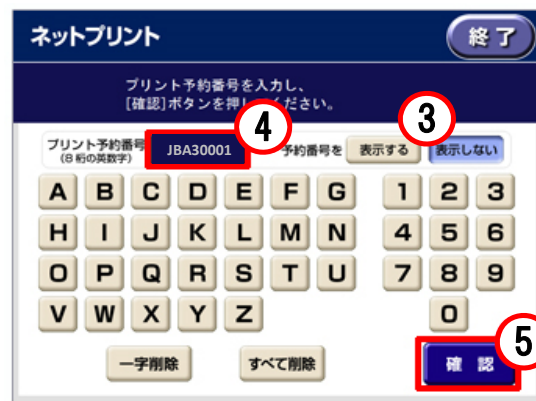 ネットプリント
終了
プリント予約番号を入力し、
[確認]ボタンを押し ください。
③
④
プリント予約番号
(8桁の英数字)
JBA30001
予約番号を 表示する 表示しない
A B C D E F G 1 2 3
H I J K L M N 4 5 6
O P Q R S T U 7 8 9
V W X Y Z 0
⑤
一字削除 すべて削除 確認